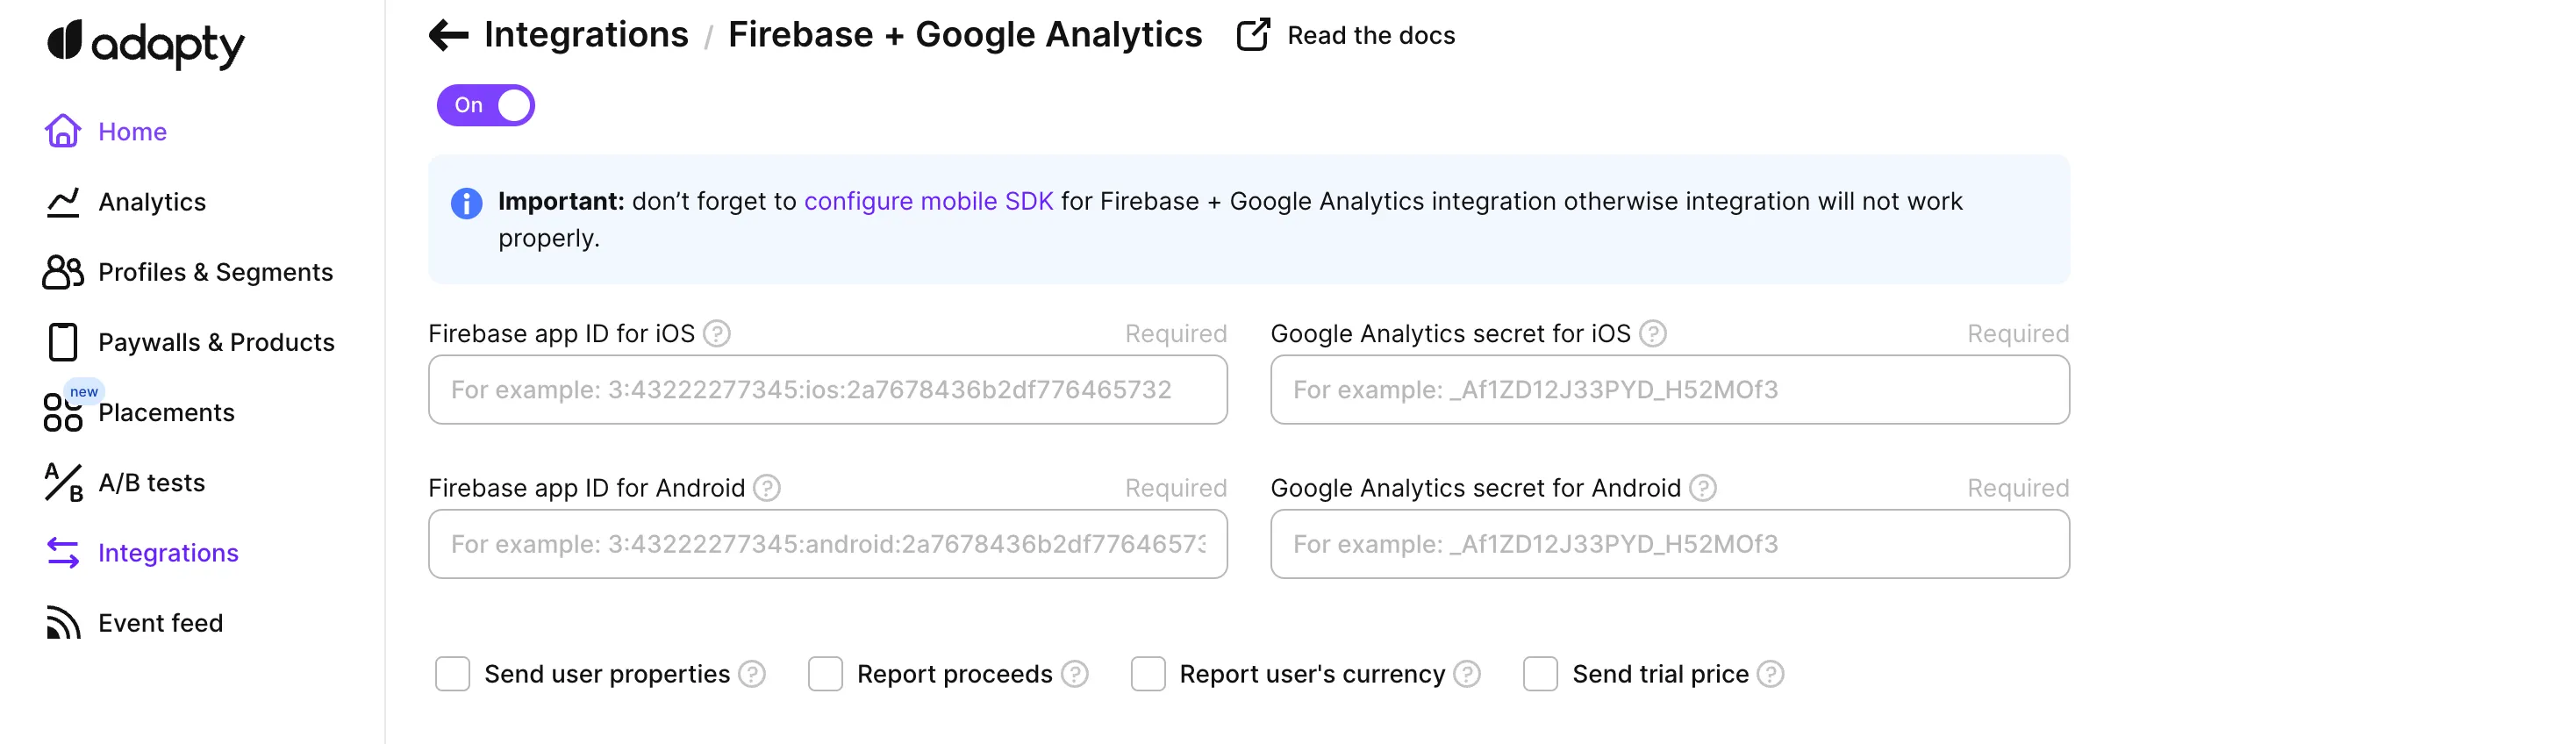 adapty
Home
Analytics
Profiles & Segments
Paywalls & Products
new
Placements
A/B
A/B tests
Integrations
Event feed
Integrations / Firebase + Google Analytics Read the docs
On
Important: don’t forget to configure mobile SDK for Firebase + Google Analytics integration otherwise integration will not work
properly.
Firebase app ID for iOS ? Required
For example: 3:43222277345:ios:2a7678436b2df776465732
Google Analytics secret for iOS ? Required
For example: _Af1ZD12J33PYD_H52MOf3
Firebase app ID for Android ? Required
For example: 3:43222277345:android:2a7678436b2df77646573
Google Analytics secret for Android ? Required
For example: _Af1ZD12J33PYD_H52MOf3
Send user properties ? Report proceeds ? Report user's currency ? Send trial price ?